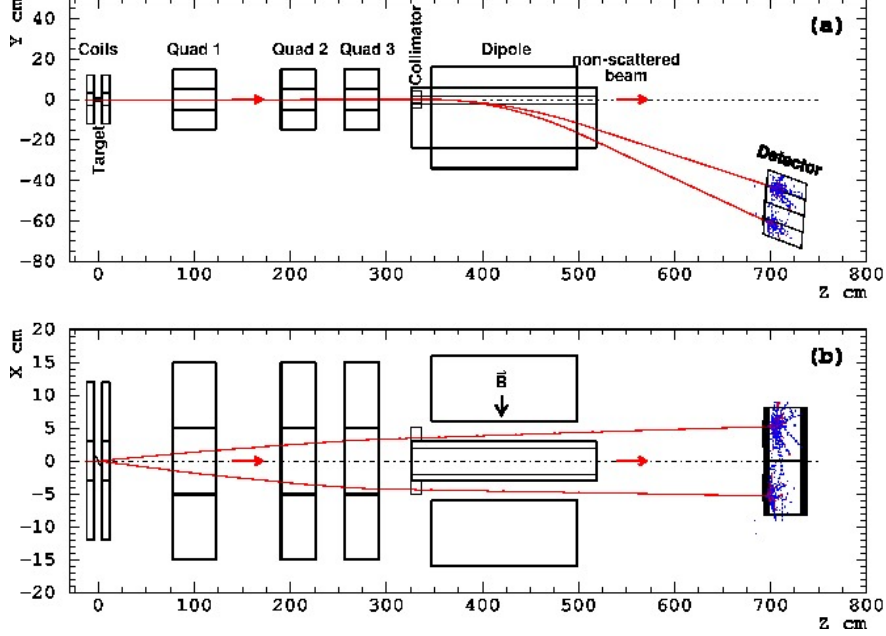 Y cm
40
20
0
-20
-40
-60
-80
(a)
Coils
Quad 1
Quad 2
Quad 3
Collimator
Dipole
non-scattered
beam
Target
Detector
0
100
200
300
400
500
600
700
800
Z cm
X cm
20
15
10
5
0
-5
-10
-15
-20
(b)
B
0
100
200
300
400
500
600
700
800
Z cm